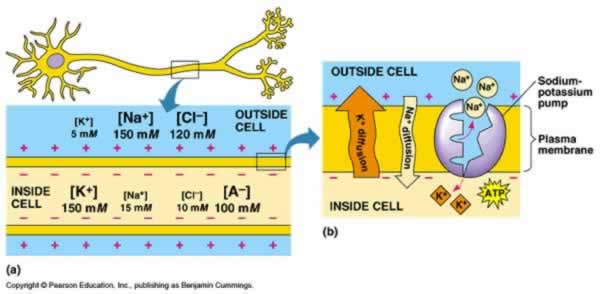 [K⁺]
5 mM
[Na⁺]
150 mM
[Cl⁻]
120 mM
OUTSIDE
CELL
+ + + + + + + +
− − − − − − − −
INSIDE
CELL
[K⁺]
150 mM
[Na⁺]
15 mM
[Cl⁻]
10 mM
[A⁻]
100 mM
− − − − − − − −
+ + + + + + + +
(a)
OUTSIDE CELL
Na⁺
Na⁺
Na⁺
Sodium-
potassium
pump
Plasma
membrane
K⁺ diffusion
Na⁺ diffusion
K⁺
K⁺
ATP
INSIDE CELL
(b)
Copyright © Pearson Education, Inc., publishing as Benjamin Cummings.